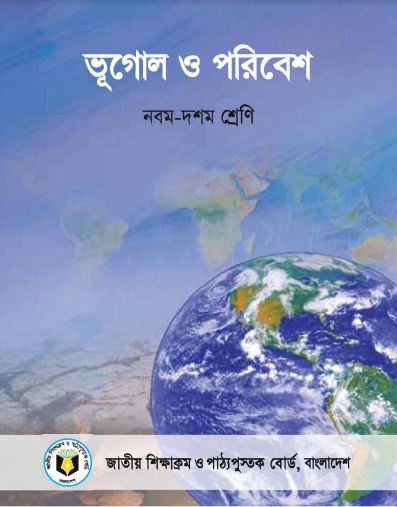 ভূগোল ও পরিবেশ
নবম-দশম শ্রেণি
জাতীয় শিক্ষাক্রম ও পাঠ্যপুস্তক বোর্ড, বাংলাদেশ